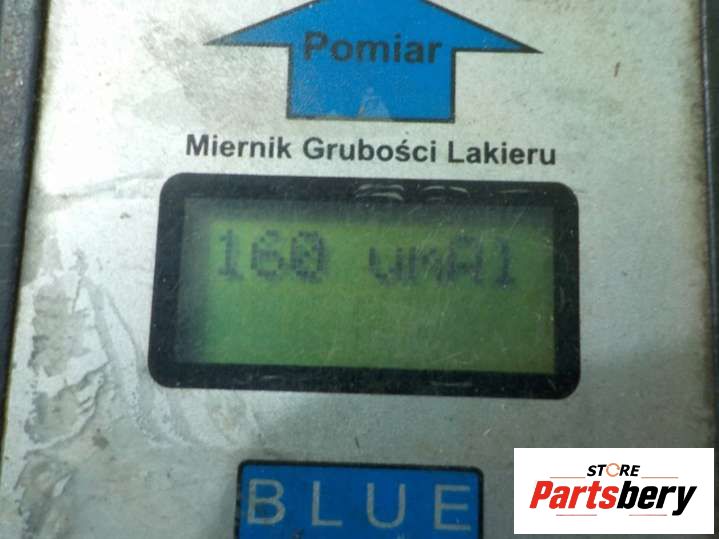 Pomiar
Miernik Grubości Lakieru
160 umAl
BLUE
STORE
Partsbery